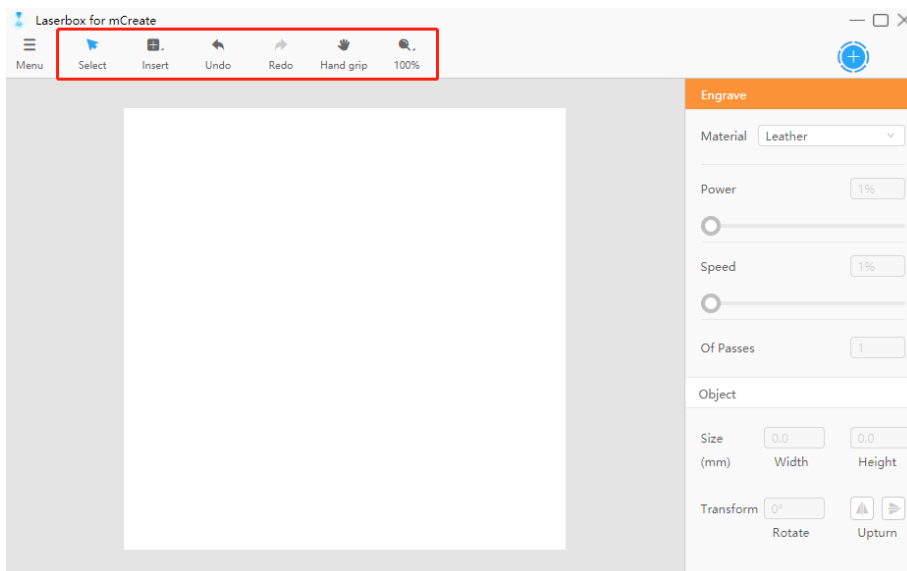 Laserbox for mCreate
Menu Select Insert Undo Redo Hand grip 100%
Engrave
Material Leather
Power 1%
Speed 1%
Of Passes 1
Object
Size 0.0 0.0
(mm) Width Height
Transform 0°
Rotate Upturn